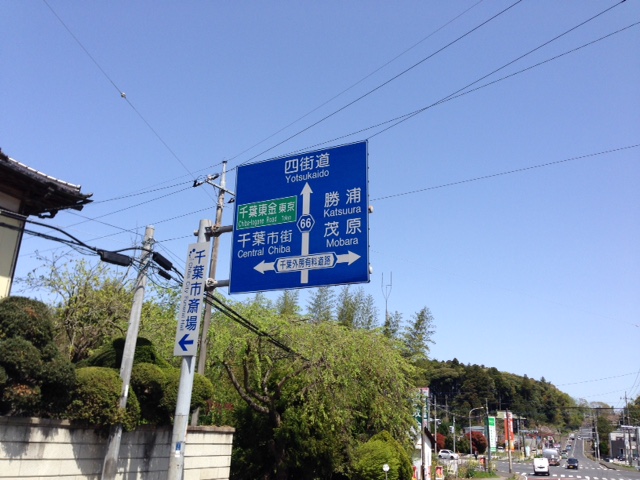 四街道
Yotsukaido
千葉東金 東京
Chiba-togane Road Tokyo
66
勝浦
Katsuura
千葉市街
Central Chiba
茂原
Mobara
千葉外房有料道路
千葉市斎場